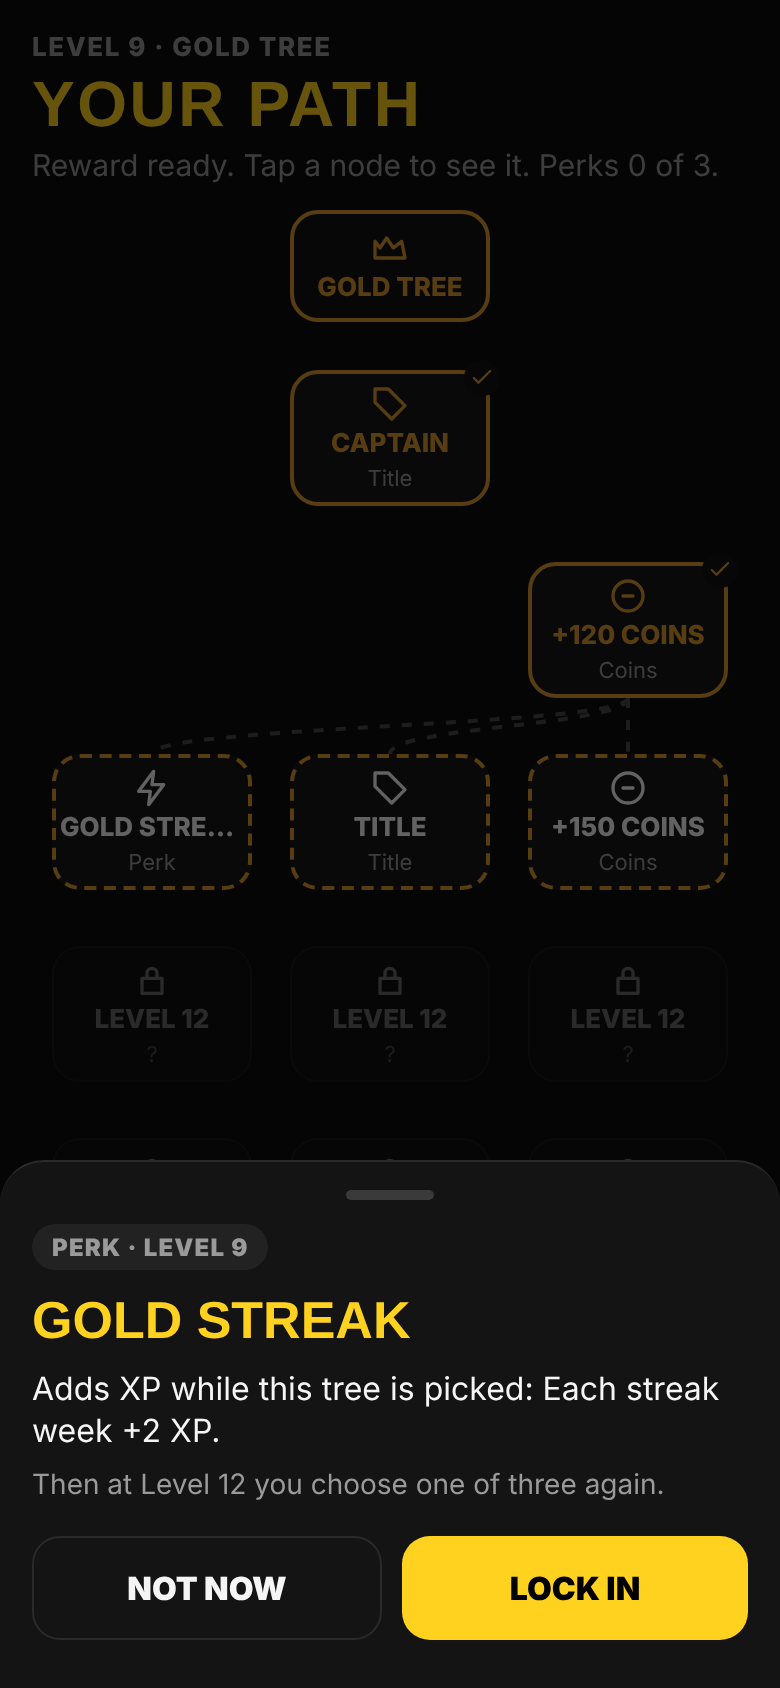 LEVEL 9 · GOLD TREE
YOUR PATH
Reward ready. Tap a node to see it. Perks 0 of 3.
GOLD TREE
CAPTAIN
Title
+120 COINS
Coins
GOLD STRE...
Perk
TITLE
Title
+150 COINS
Coins
LEVEL 12
?
LEVEL 12
?
LEVEL 12
?
PERK · LEVEL 9
GOLD STREAK
Adds XP while this tree is picked: Each streak
week +2 XP.
Then at Level 12 you choose one of three again.
NOT NOW
LOCK IN